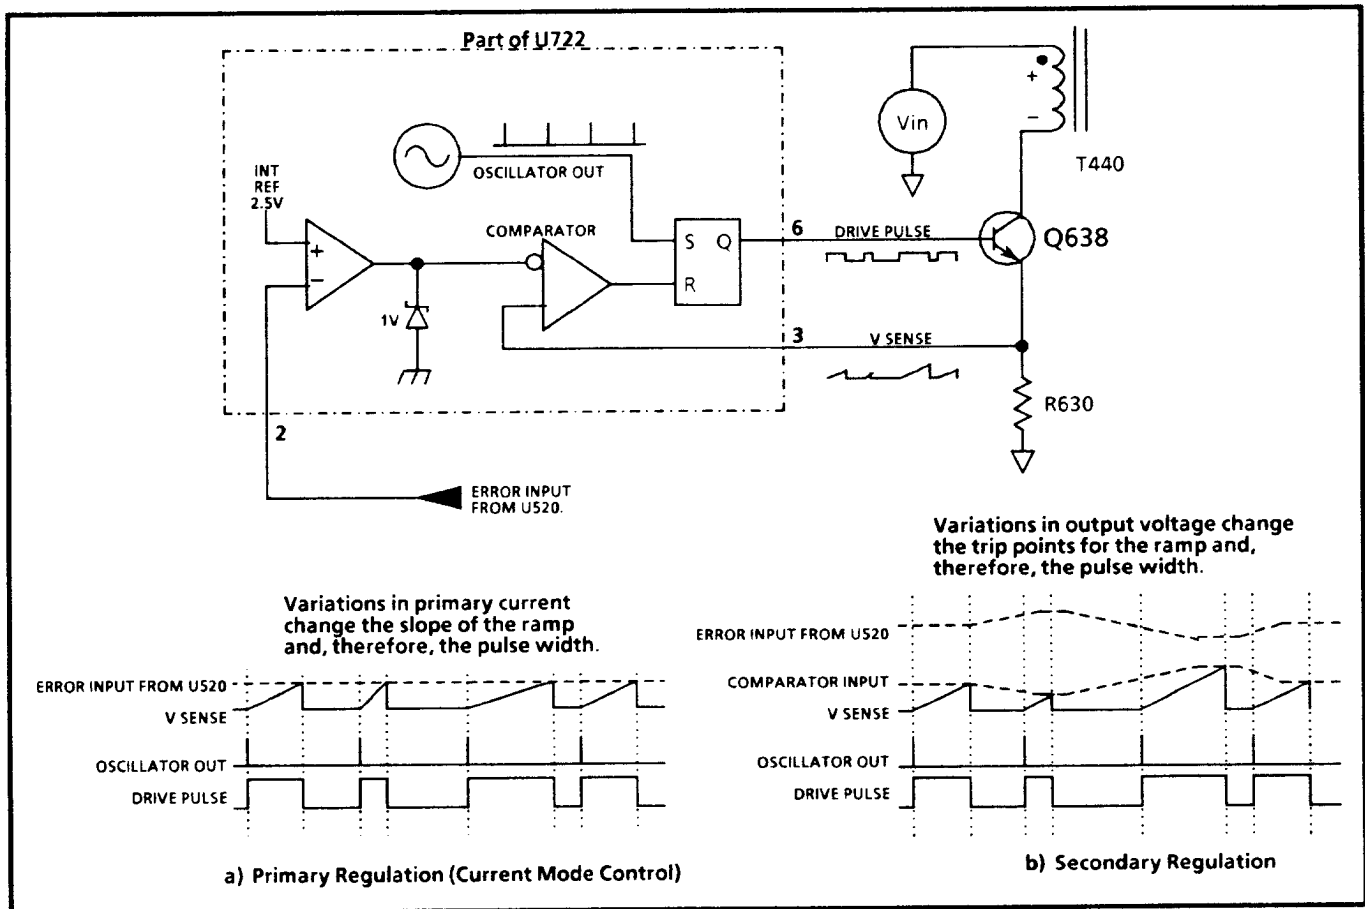 Part of U722
Vin
+
−
T440
OSCILLATOR OUT
INT
REF
2.5V
+
−
COMPARATOR
S Q
R
6
DRIVE PULSE
Q638
1V
3
V SENSE
R630
2
ERROR INPUT
FROM U520.
Variations in output voltage change
the trip points for the ramp and,
therefore, the pulse width.
Variations in primary current
change the slope of the ramp
and, therefore, the pulse width.
ERROR INPUT FROM U520
V SENSE
OSCILLATOR OUT
DRIVE PULSE
ERROR INPUT FROM U520
COMPARATOR INPUT
V SENSE
OSCILLATOR OUT
DRIVE PULSE
a) Primary Regulation (Current Mode Control)
b) Secondary Regulation